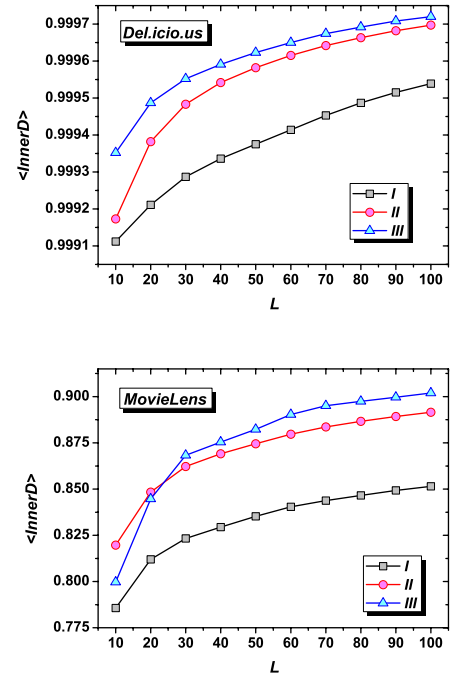 Del.icio.us
0.9997
0.9996
0.9995
0.9994
0.9993
0.9992
0.9991
<InnerD>
I
II
III
10 20 30 40 50 60 70 80 90 100
L
MovieLens
0.900
0.875
0.850
0.825
0.800
0.775
<InnerD>
I
II
III
10 20 30 40 50 60 70 80 90 100
L